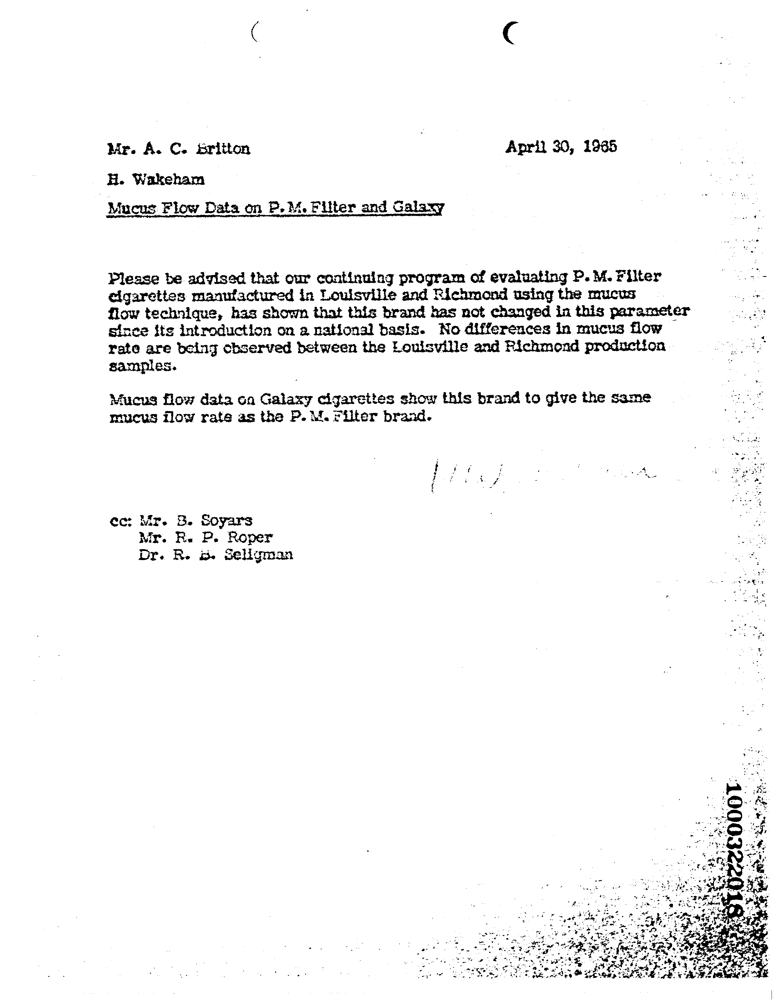 Mr. A. C. Britton April 30, 1965
H. Wakeham
Mucus Flow Data on P. M. Filter and Galaxy
Please be advised that our continuing program of evaluating P. M. Filter
cigarettes manufactured in Louisville and Richmond using the mucus
flow technique, has shown that this brand has not changed in this parameter
since its introduction on a national basis. No differences in mucus flow
rate are being observed between the Louisville and Richmond production
samples.
Mucus flow data on Galaxy cigarettes show this brand to give the same
mucus flow rate as the P. M. Filter brand.
cc: Mr. B. Soyars
Mr. R. P. Roper
Dr. R. B. Seligman
1000322018